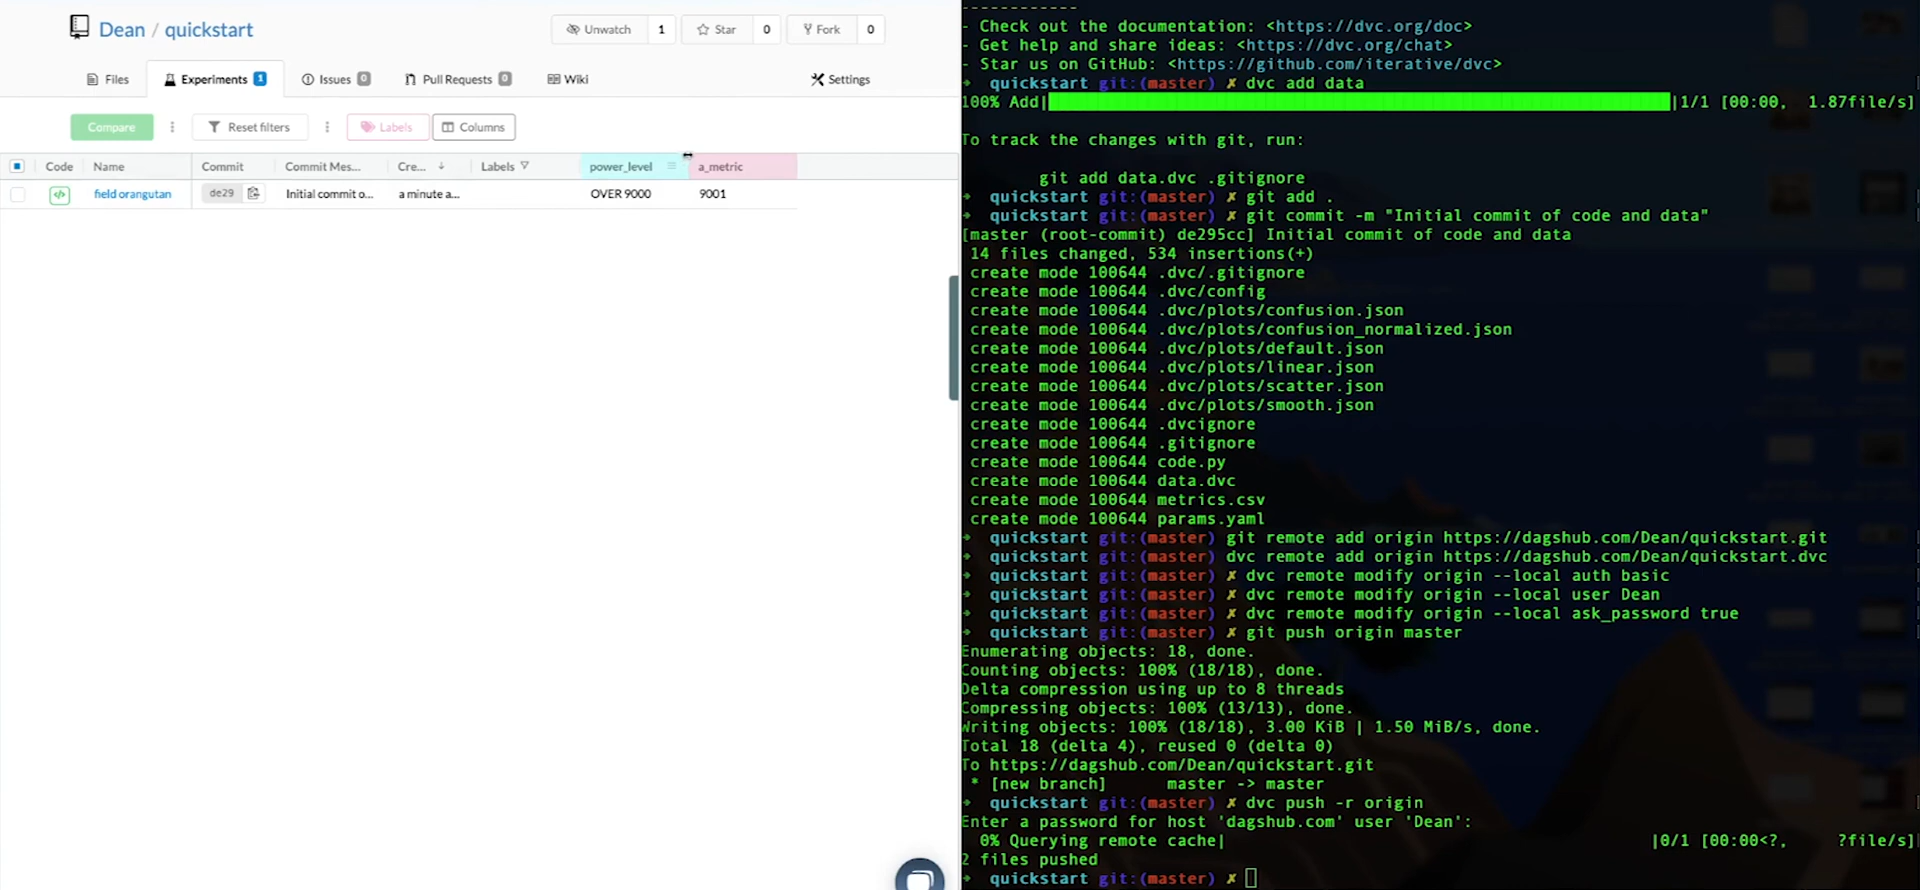 Dean / quickstart
Unwatch 1 Star 0 Fork 0
Files Experiments 1 Issues 0 Pull Requests 0 Wiki Settings
Compare Reset filters Labels Columns
Code Name Commit Commit Mes... Cre... ↓ Labels power_level a_metric
field orangutan de29 Initial commit o... a minute a... OVER 9000 9001
------------
- Check out the documentation: <https://dvc.org/doc>
- Get help and share ideas: <https://dvc.org/chat>
- Star us on GitHub: <https://github.com/iterative/dvc>
quickstart git:(master) ✗ dvc add data
100% Add| |1/1 [00:00, 1.87file/s]
To track the changes with git, run:
git add data.dvc .gitignore
quickstart git:(master) ✗ git add .
quickstart git:(master) ✗ git commit -m "Initial commit of code and data"
[master (root-commit) de295cc] Initial commit of code and data
14 files changed, 534 insertions(+)
create mode 100644 .dvc/.gitignore
create mode 100644 .dvc/config
create mode 100644 .dvc/plots/confusion.json
create mode 100644 .dvc/plots/confusion_normalized.json
create mode 100644 .dvc/plots/default.json
create mode 100644 .dvc/plots/linear.json
create mode 100644 .dvc/plots/scatter.json
create mode 100644 .dvc/plots/smooth.json
create mode 100644 .dvcignore
create mode 100644 .gitignore
create mode 100644 code.py
create mode 100644 data.dvc
create mode 100644 metrics.csv
create mode 100644 params.yaml
quickstart git:(master) git remote add origin https://dagshub.com/Dean/quickstart.git
quickstart git:(master) dvc remote add origin https://dagshub.com/Dean/quickstart.dvc
quickstart git:(master) ✗ dvc remote modify origin --local auth basic
quickstart git:(master) ✗ dvc remote modify origin --local user Dean
quickstart git:(master) ✗ dvc remote modify origin --local ask_password true
quickstart git:(master) ✗ git push origin master
Enumerating objects: 18, done.
Counting objects: 100% (18/18), done.
Delta compression using up to 8 threads
Compressing objects: 100% (13/13), done.
Writing objects: 100% (18/18), 3.00 KiB | 1.50 MiB/s, done.
Total 18 (delta 4), reused 0 (delta 0)
To https://dagshub.com/Dean/quickstart.git
* [new branch] master -> master
quickstart git:(master) ✗ dvc push -r origin
Enter a password for host 'dagshub.com' user 'Dean':
0% Querying remote cache| |0/1 [00:00<?, ?file/s]
2 files pushed
quickstart git:(master) ✗